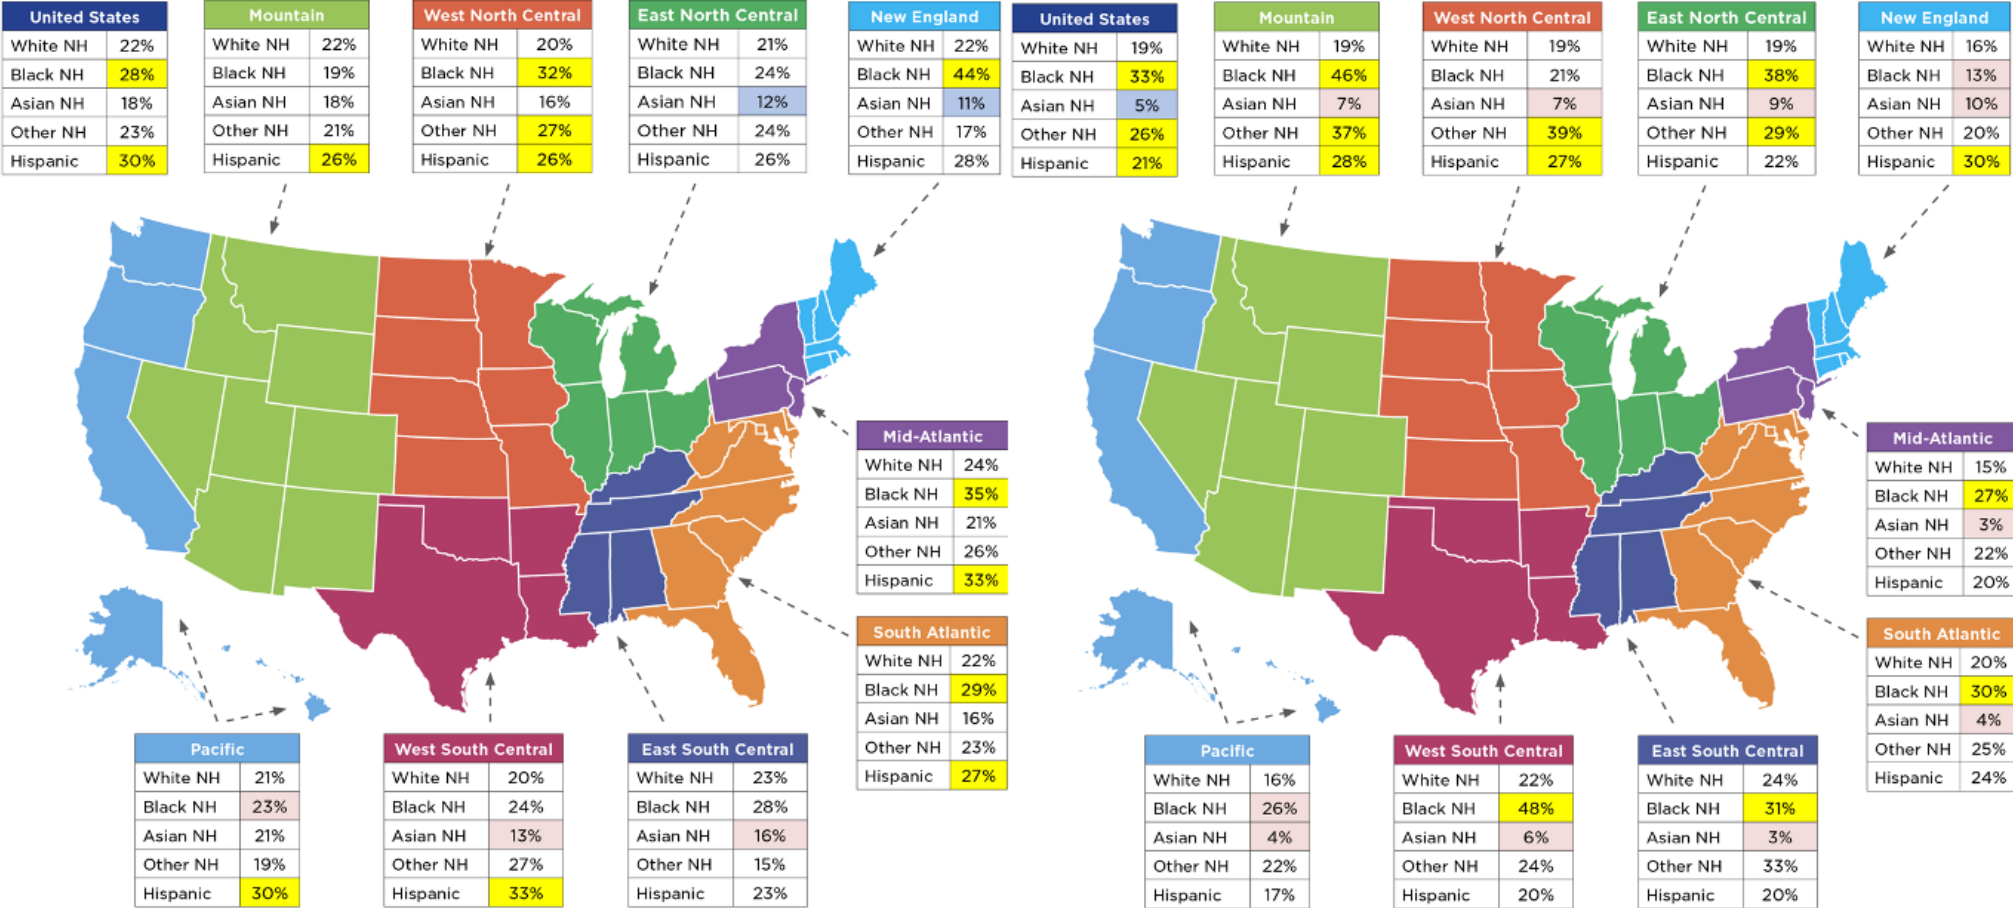 United States
White NH 22%
Black NH 28%
Asian NH 18%
Other NH 23%
Hispanic 30%
Mountain
White NH 22%
Black NH 19%
Asian NH 18%
Other NH 21%
Hispanic 26%
West North Central
White NH 20%
Black NH 32%
Asian NH 16%
Other NH 27%
Hispanic 26%
East North Central
White NH 21%
Black NH 24%
Asian NH 12%
Other NH 24%
Hispanic 26%
New England
White NH 22%
Black NH 44%
Asian NH 11%
Other NH 17%
Hispanic 28%
Mid-Atlantic
White NH 24%
Black NH 35%
Asian NH 21%
Other NH 26%
Hispanic 33%
South Atlantic
White NH 22%
Black NH 29%
Asian NH 16%
Other NH 23%
Hispanic 27%
Pacific
White NH 21%
Black NH 23%
Asian NH 21%
Other NH 19%
Hispanic 30%
West South Central
White NH 20%
Black NH 24%
Asian NH 13%
Other NH 27%
Hispanic 33%
East South Central
White NH 23%
Black NH 28%
Asian NH 16%
Other NH 15%
Hispanic 23%
United States
White NH 19%
Black NH 33%
Asian NH 5%
Other NH 26%
Hispanic 21%
Mountain
White NH 19%
Black NH 46%
Asian NH 7%
Other NH 37%
Hispanic 28%
West North Central
White NH 19%
Black NH 21%
Asian NH 7%
Other NH 39%
Hispanic 27%
East North Central
White NH 19%
Black NH 38%
Asian NH 9%
Other NH 29%
Hispanic 22%
New England
White NH 16%
Black NH 13%
Asian NH 10%
Other NH 20%
Hispanic 30%
Mid-Atlantic
White NH 15%
Black NH 27%
Asian NH 3%
Other NH 22%
Hispanic 20%
South Atlantic
White NH 20%
Black NH 30%
Asian NH 4%
Other NH 25%
Hispanic 24%
Pacific
White NH 16%
Black NH 26%
Asian NH 4%
Other NH 22%
Hispanic 17%
West South Central
White NH 22%
Black NH 48%
Asian NH 6%
Other NH 24%
Hispanic 20%
East South Central
White NH 24%
Black NH 31%
Asian NH 3%
Other NH 33%
Hispanic 20%